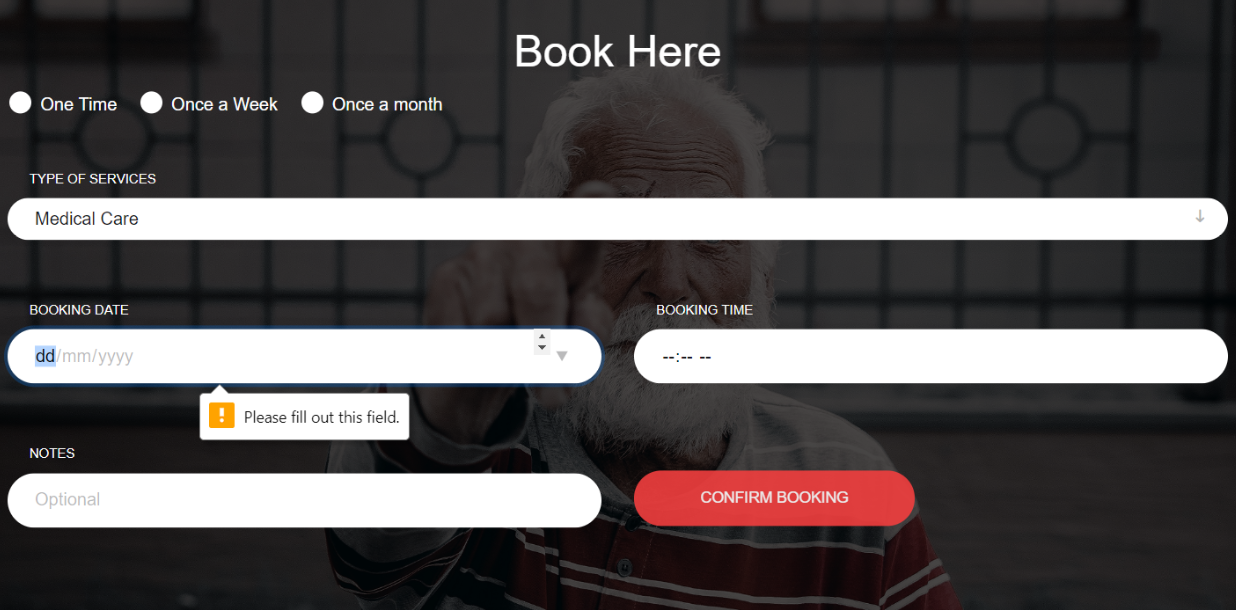 Book Here
One Time Once a Week Once a month
TYPE OF SERVICES
Medical Care
BOOKING DATE BOOKING TIME
dd/mm/yyyy --:-- --
Please fill out this field.
NOTES
Optional CONFIRM BOOKING